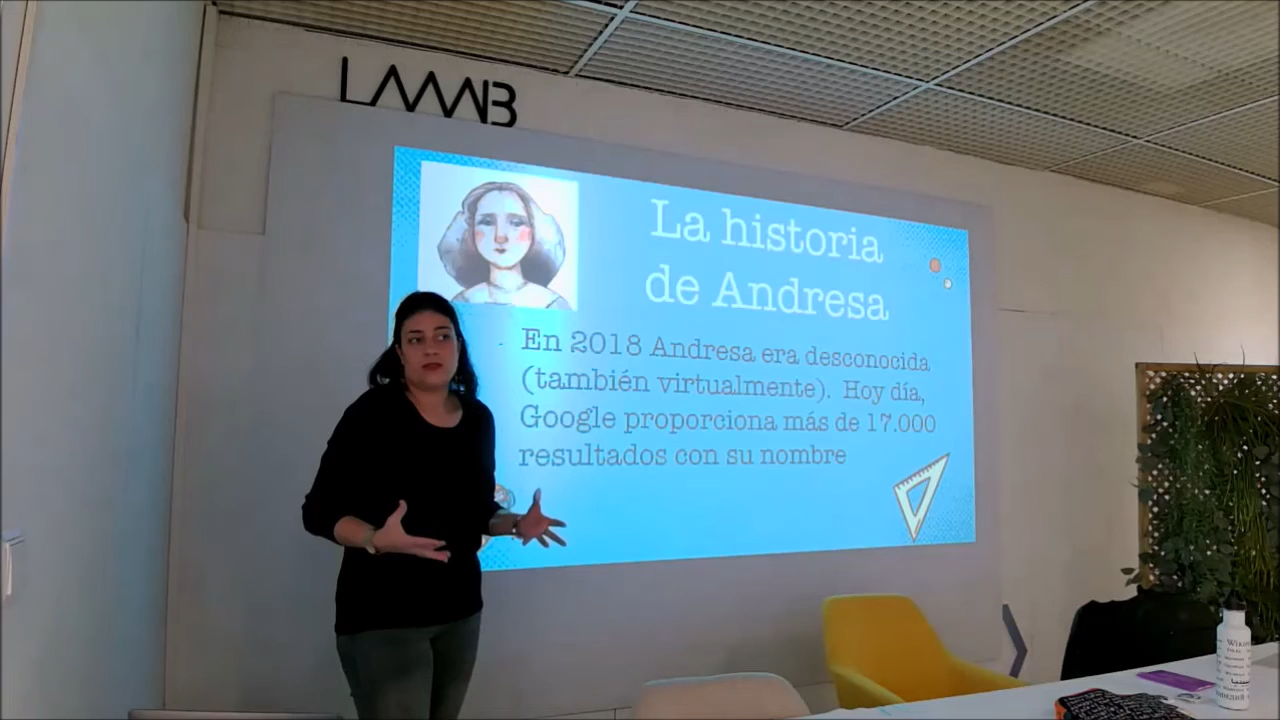 LAAAB
La historia
de Andresa
En 2018 Andresa era desconocida
(también virtualmente). Hoy día,
Google proporciona más de 17.000
resultados con su nombre